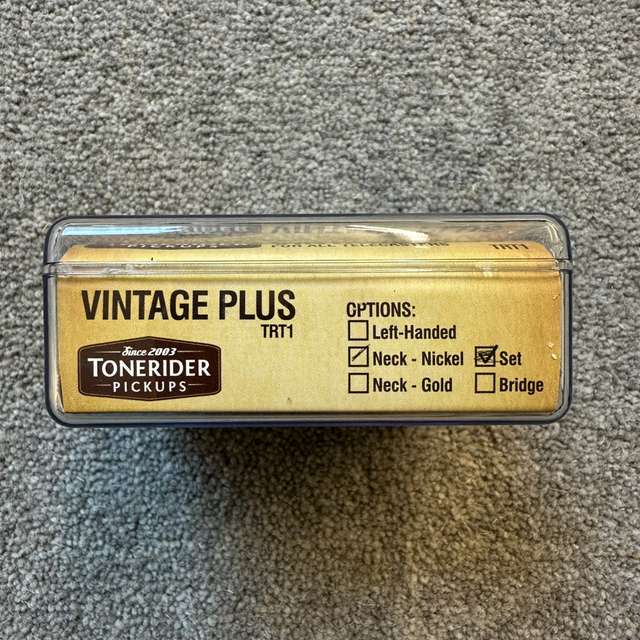 FOR ALL TELECASTERS TRT1
VINTAGE PLUS
TRT1
Since 2003
TONERIDER
PICKUPS
OPTIONS:
Left-Handed
Neck - Nickel Set
Neck - Gold Bridge